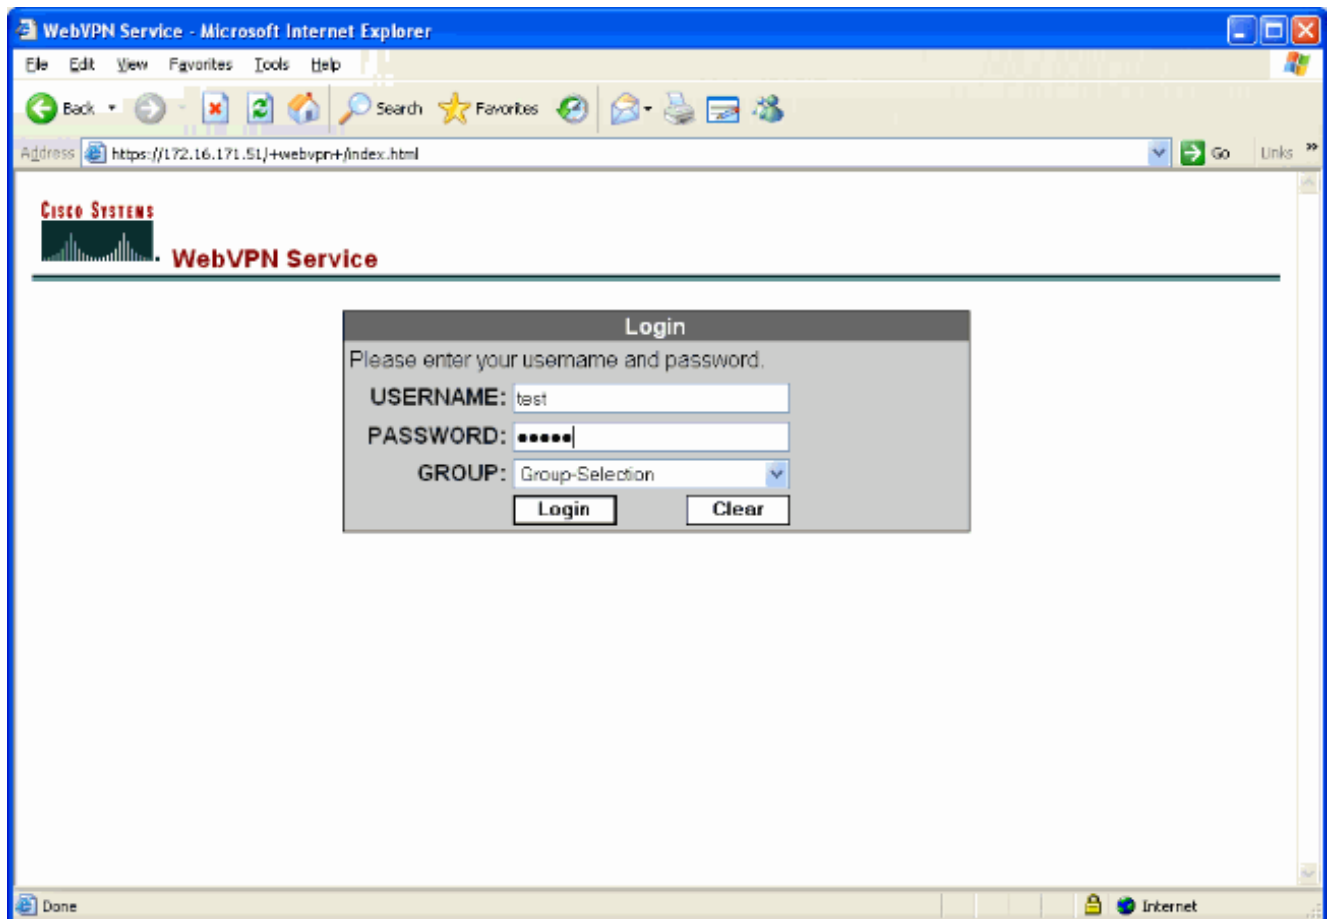 WebVPN Service - Microsoft Internet Explorer
File Edit View Favorites Tools Help
Back Search Favorites
Address https://172.16.171.51/+webvpn+/index.html Go Links »
CISCO SYSTEMS
WebVPN Service
Login
Please enter your username and password.
USERNAME: test
PASSWORD: •••••
GROUP: Group-Selection
Login Clear
Done Internet